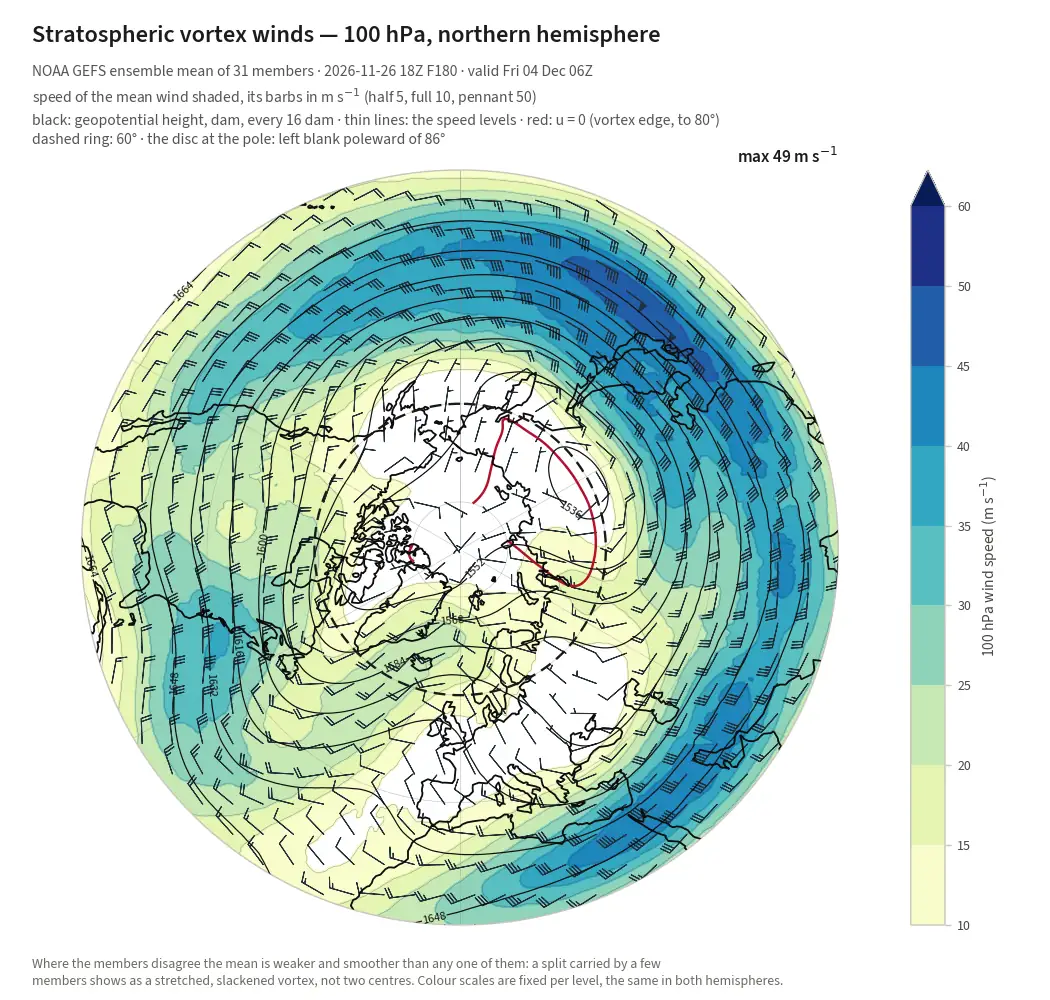 Stratospheric vortex winds — 100 hPa, northern hemisphere
NOAA GEFS ensemble mean of 31 members · 2026-11-26 18Z F180 · valid Fri 04 Dec 06Z
speed of the mean wind shaded, its barbs in m s⁻¹ (half 5, full 10, pennant 50)
black: geopotential height, dam, every 16 dam · thin lines: the speed levels · red: u = 0 (vortex edge, to 80°)
dashed ring: 60° · the disc at the pole: left blank poleward of 86°
max 49 m s⁻¹
60
50
45
40
35
30
25
20
15
10
100 hPa wind speed (m s⁻¹)
1664
1536
1600
1552
1664
1568
1616
1584
1648
1632
1648
Where the members disagree the mean is weaker and smoother than any one of them: a split carried by a few
members shows as a stretched, slackened vortex, not two centres. Colour scales are fixed per level, the same in both hemispheres.